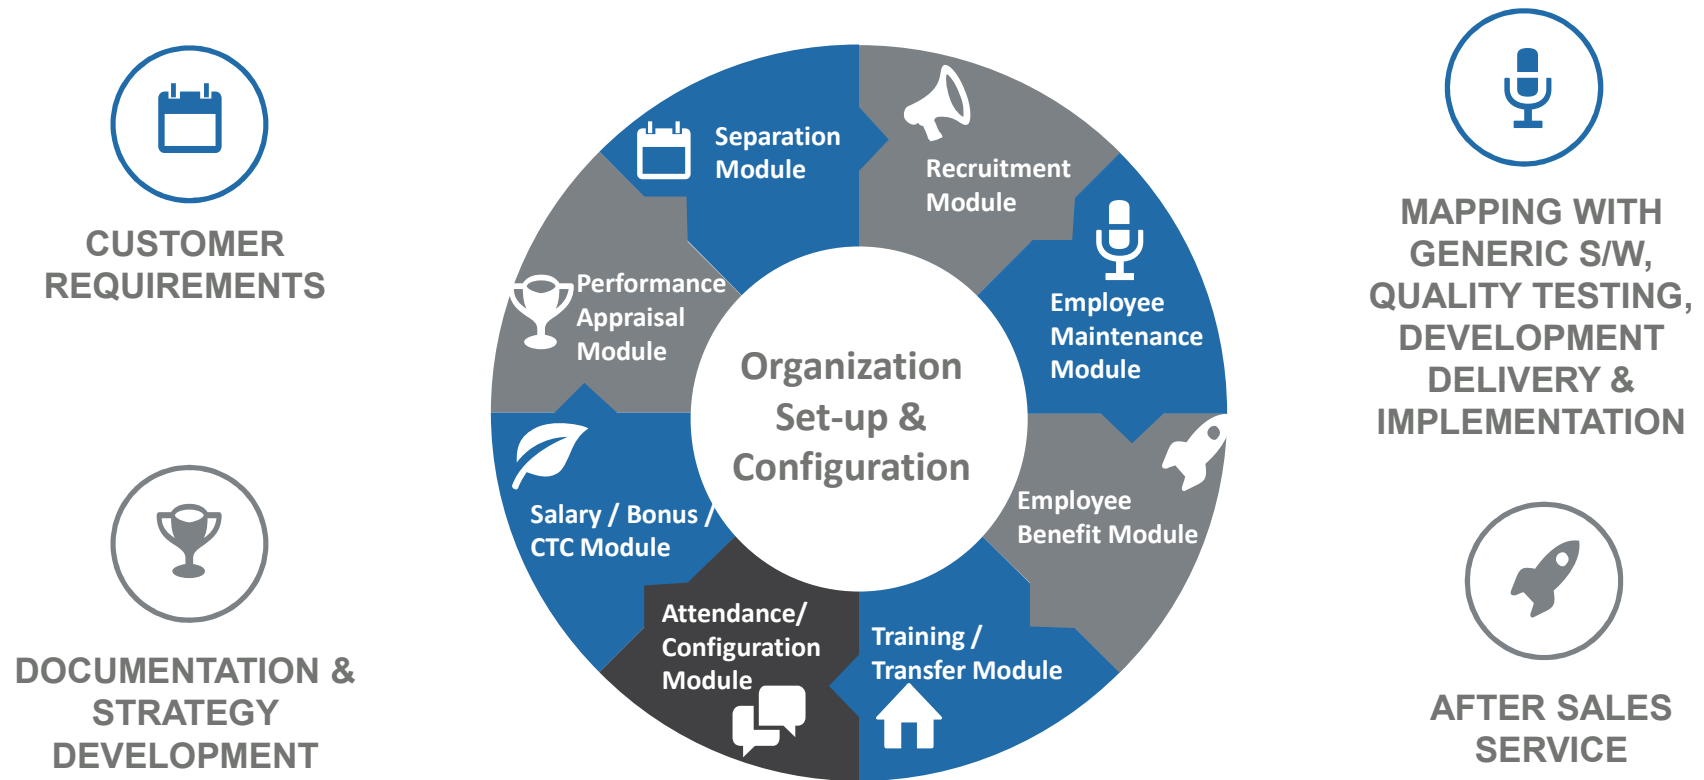 CUSTOMER
REQUIREMENTS
DOCUMENTATION &
STRATEGY
DEVELOPMENT
Separation
Module
Recruitment
Module
Employee
Maintenance
Module
Employee
Benefit Module
Training /
Transfer Module
Attendance/
Configuration
Module
Salary / Bonus /
CTC Module
Performance
Appraisal
Module
Organization
Set-up &
Configuration
MAPPING WITH
GENERIC S/W,
QUALITY TESTING,
DEVELOPMENT
DELIVERY &
IMPLEMENTATION
AFTER SALES
SERVICE